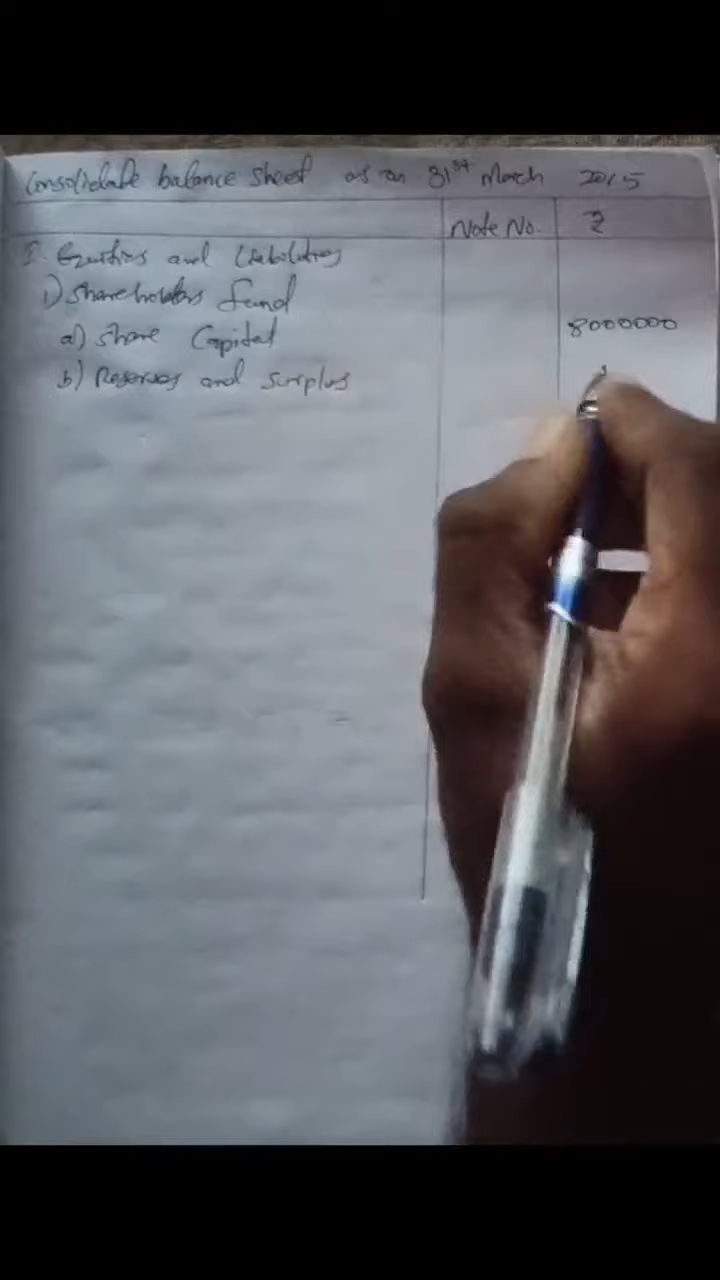 Consolidate balance sheet as on 31st March 2015
Note No. ₹
I. Equities and Liabilities
1) Shareholders fund
a) Share Capital 8000000
b) Reserves and Surplus